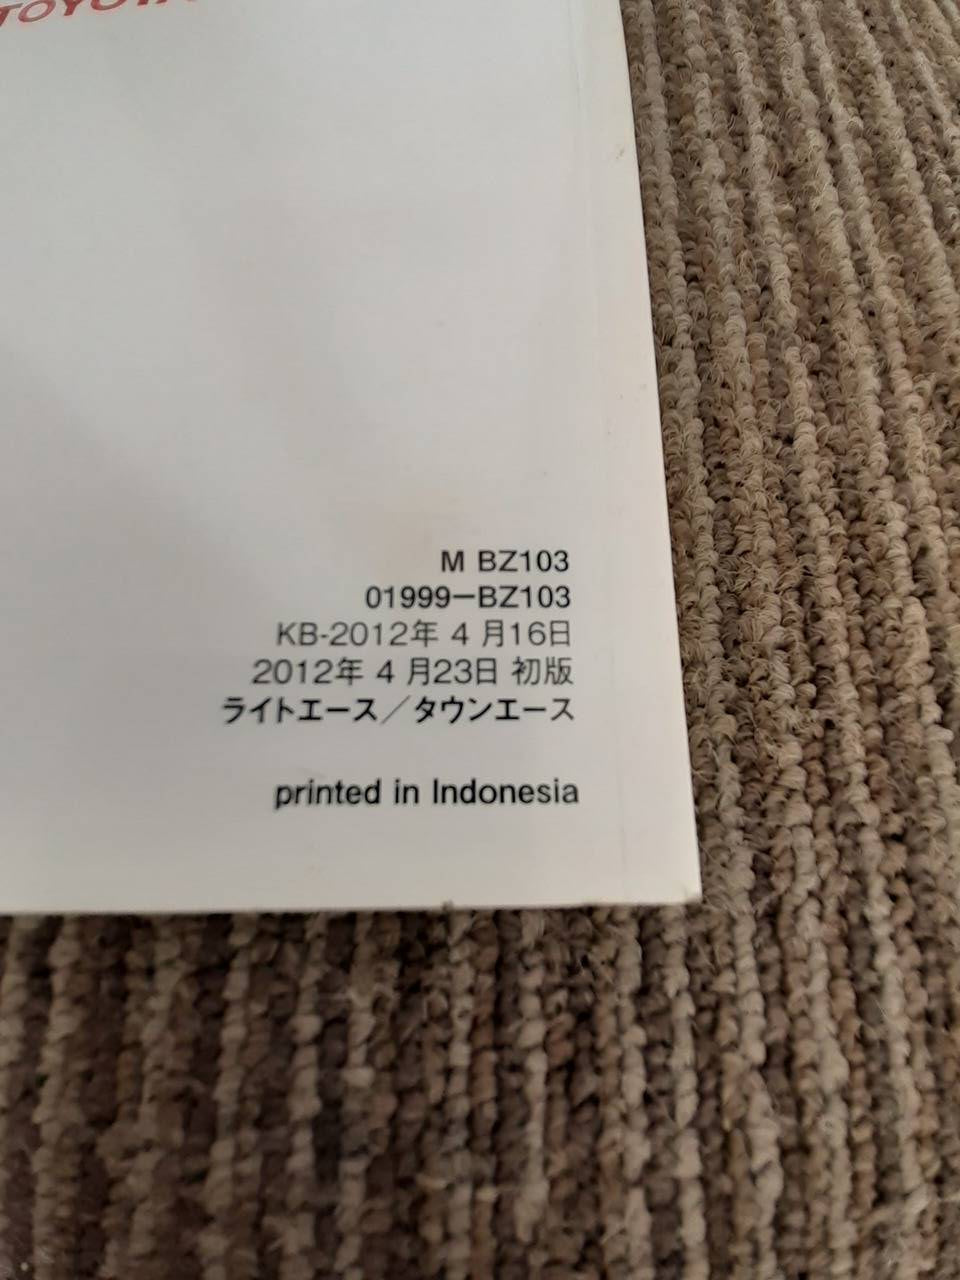 TOYOTA
M BZ103
01999−BZ103
KB-2012年 4 月16日
2012年 4 月23日 初版
ライトエース／タウンエース
printed in Indonesia